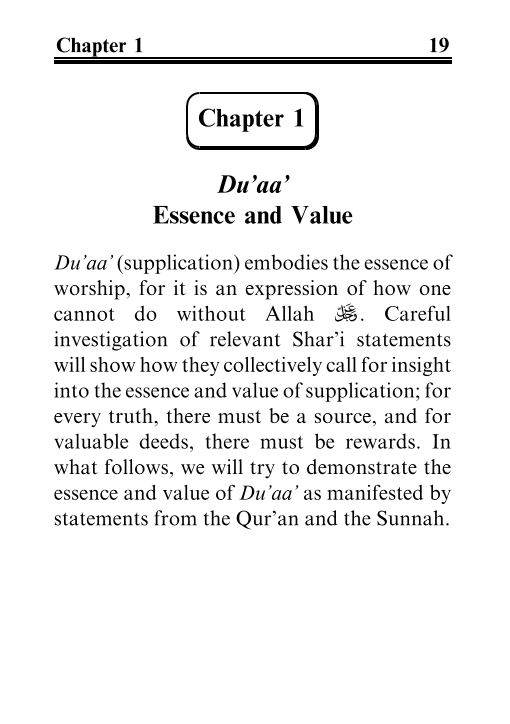 Chapter 1 19
Chapter 1
Du'aa'
Essence and Value
Du'aa' (supplication) embodies the essence of
worship, for it is an expression of how one
cannot do without Allah ﷻ. Careful
investigation of relevant Shar'i statements
will show how they collectively call for insight
into the essence and value of supplication; for
every truth, there must be a source, and for
valuable deeds, there must be rewards. In
what follows, we will try to demonstrate the
essence and value of Du'aa' as manifested by
statements from the Qur'an and the Sunnah.